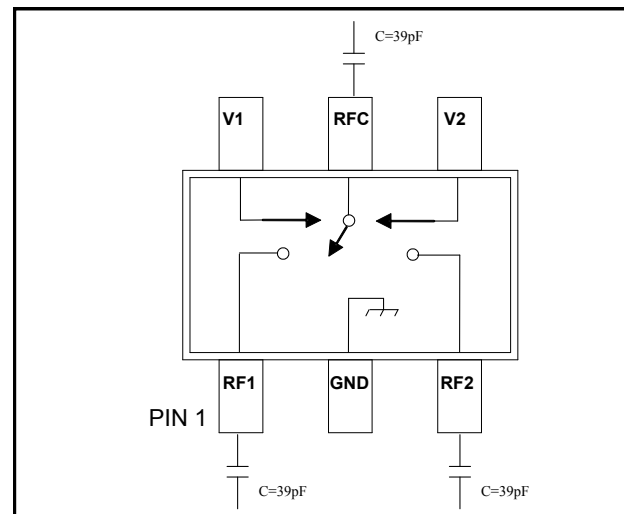 C=39pF
V1
RFC
V2
RF1
GND
RF2
PIN 1
C=39pF
C=39pF